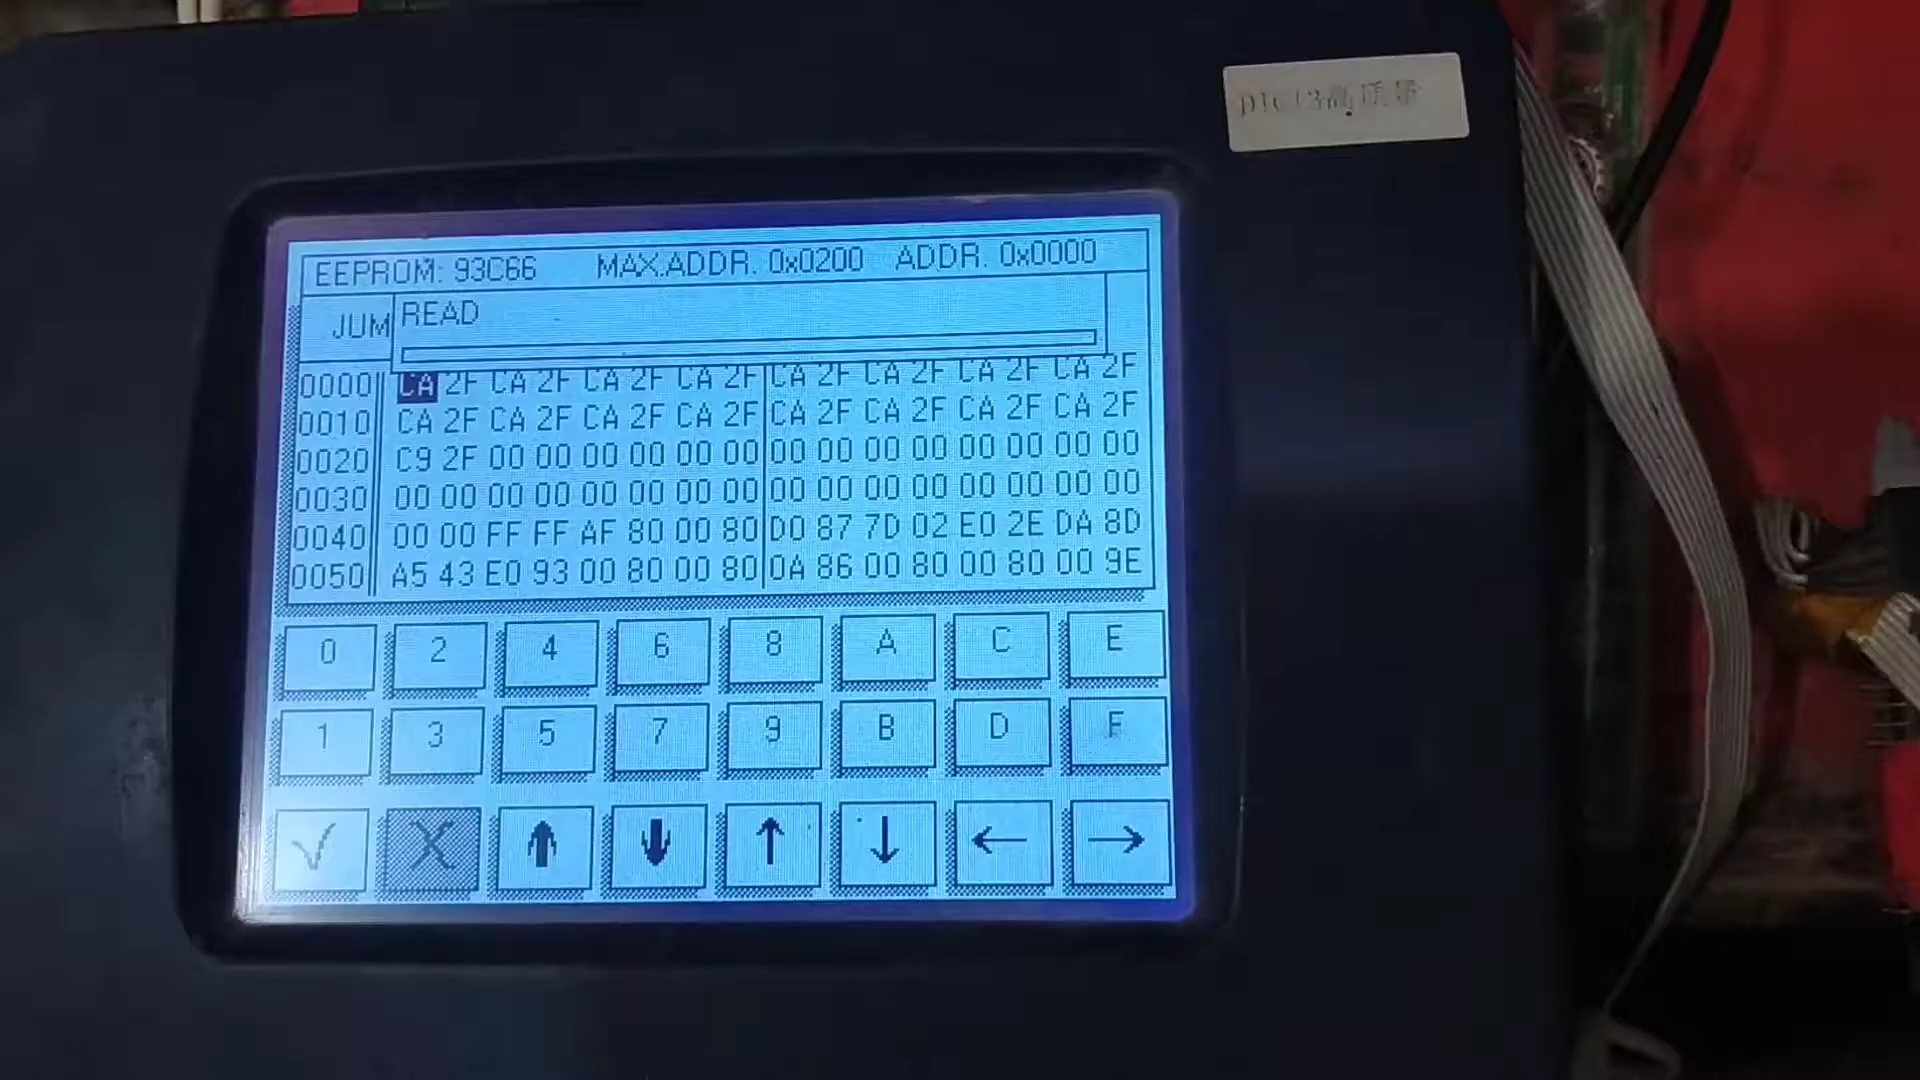 高质量
EEPROM: 93C66 MAX.ADDR. 0x0200 ADDR. 0x0000
JUM READ
0000 CA 2F CA 2F CA 2F CA 2F CA 2F CA 2F CA 2F CA 2F
0010 CA 2F CA 2F CA 2F CA 2F CA 2F CA 2F CA 2F CA 2F
0020 C9 2F 00 00 00 00 00 00 00 00 00 00 00 00 00 00
0030 00 00 00 00 00 00 00 00 00 00 00 00 00 00 00 00
0040 00 00 FF FF AF 80 00 80 D0 87 7D 02 E0 2E DA 8D
0050 A5 43 E0 93 00 80 00 80 0A 86 00 80 00 80 00 9E
0 2 4 6 8 A C E
1 3 5 7 9 B D F
√ X ↑ ↓ ↑ ↓ ← →